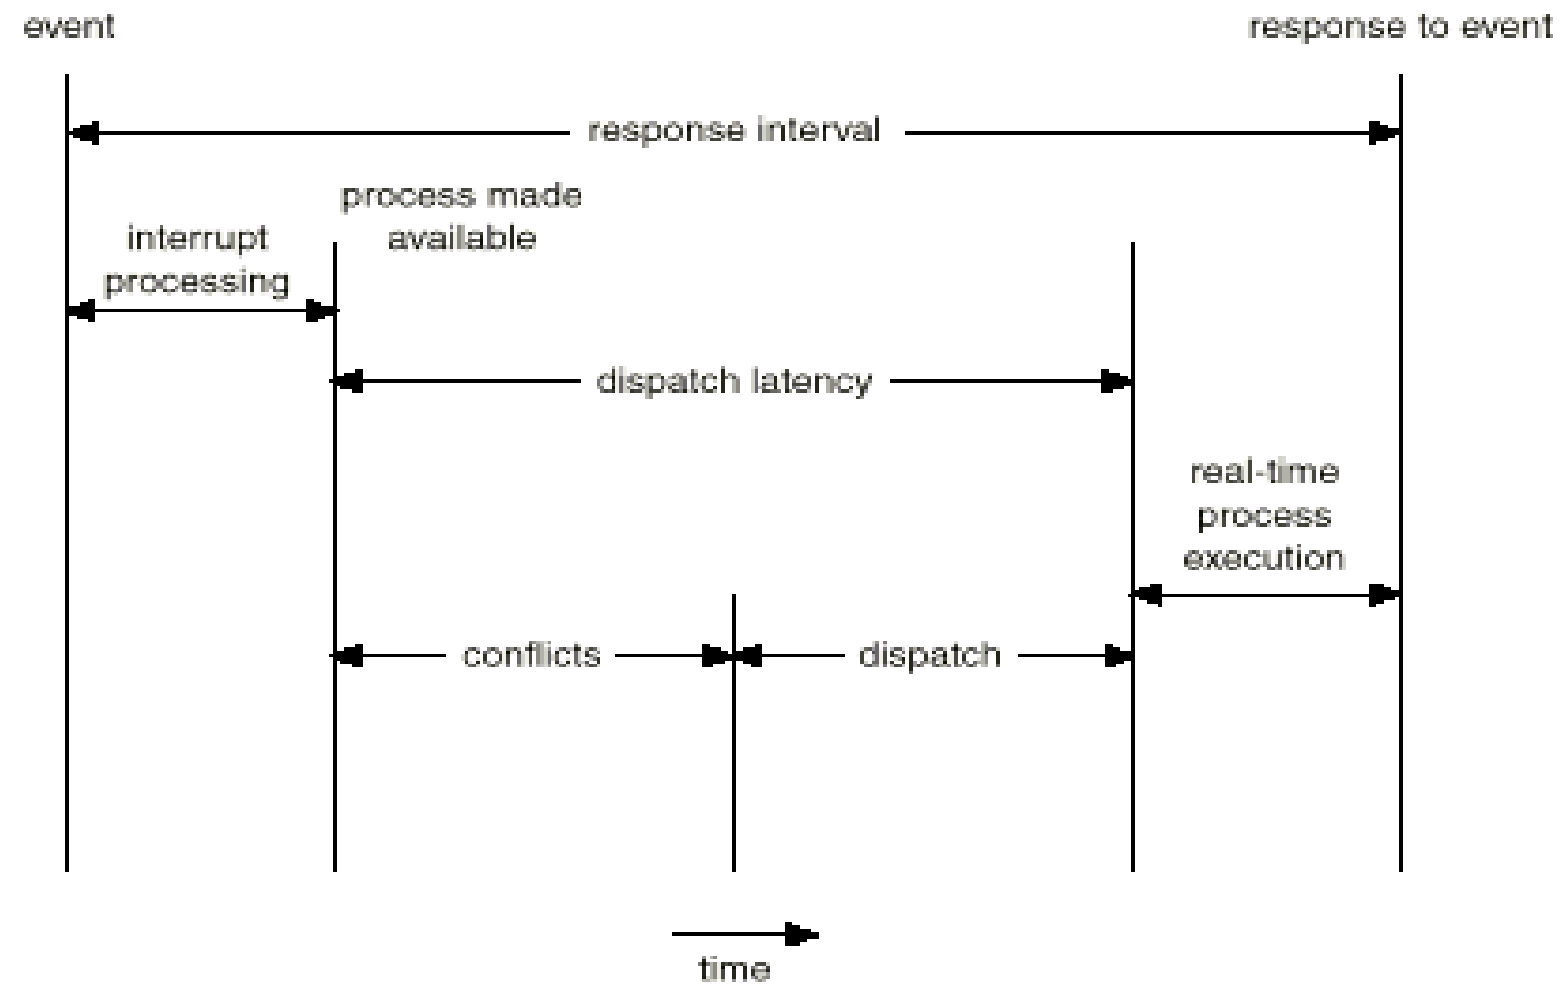 event
response to event
response interval
process made
available
interrupt
processing
dispatch latency
real-time
process
execution
conflicts
dispatch
time